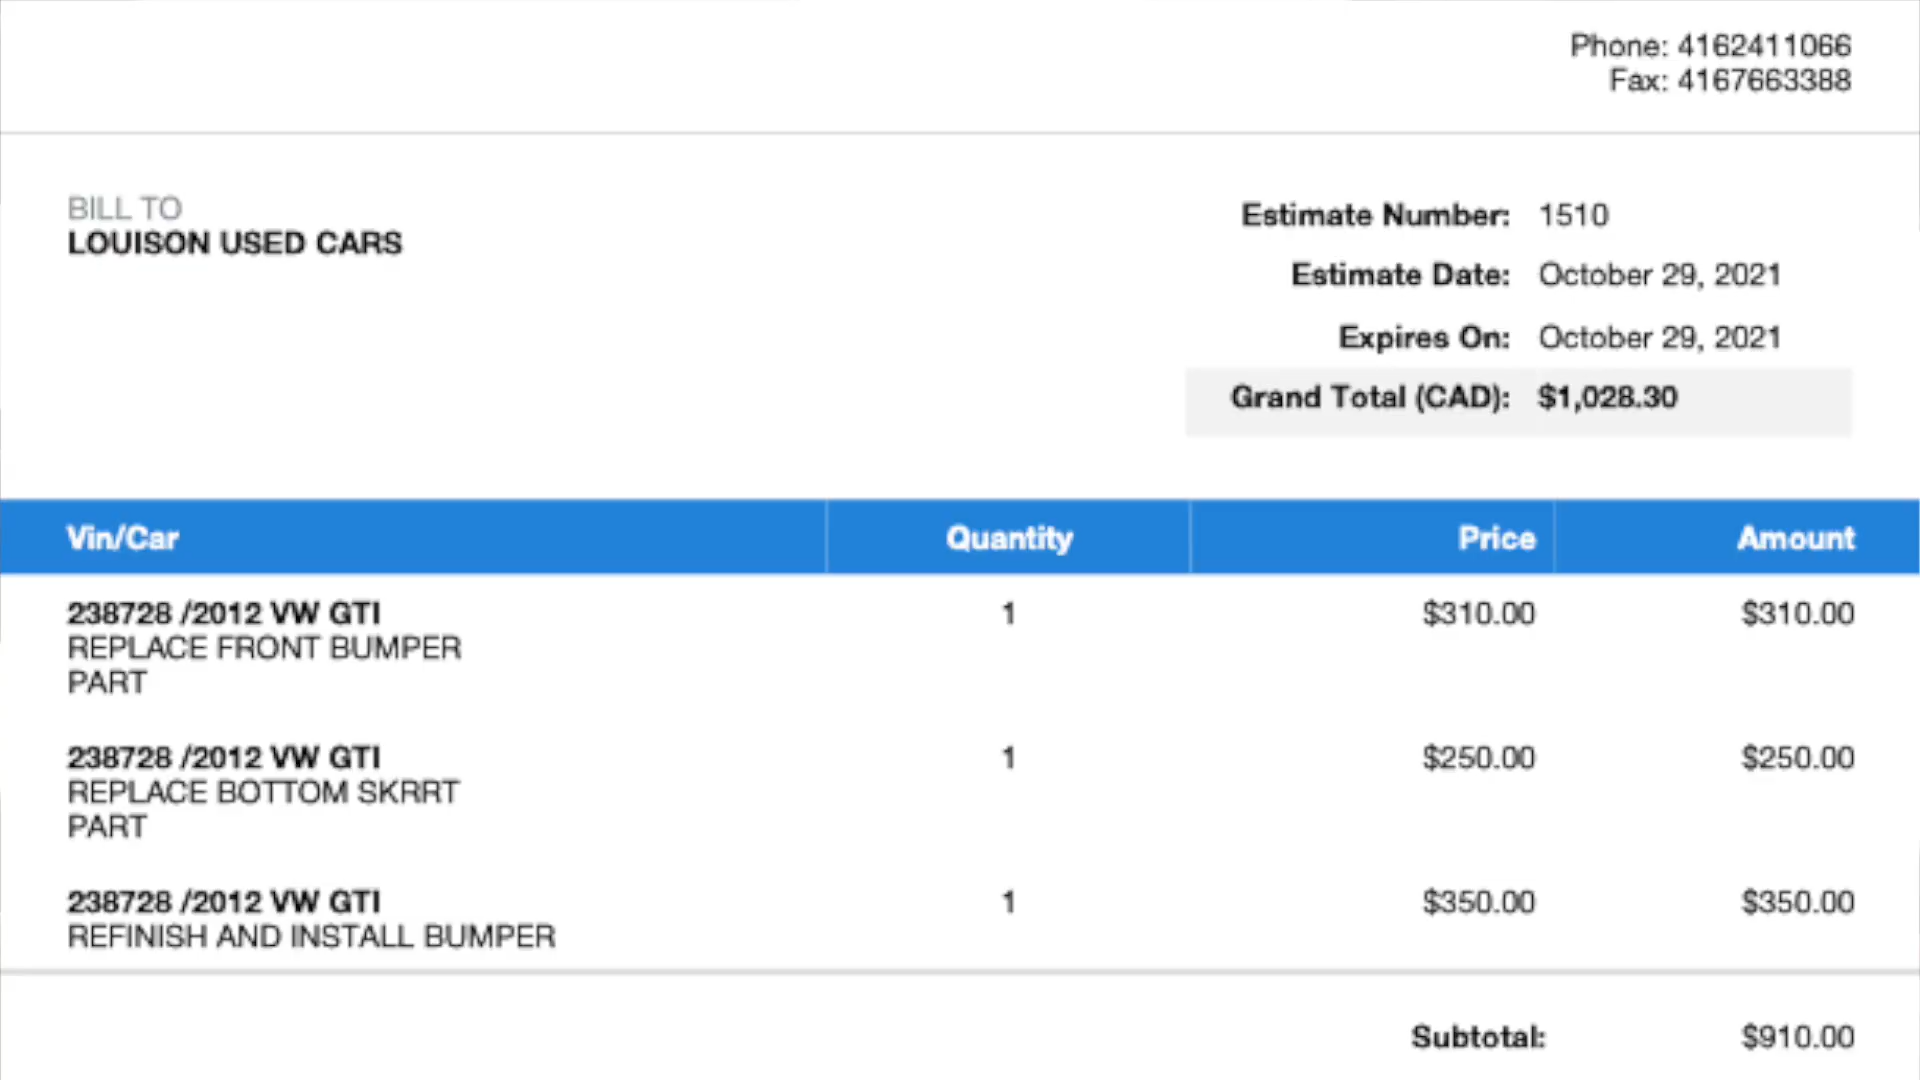 Phone: 4162411066
Fax: 4167663388
BILL TO
LOUISON USED CARS
Estimate Number: 1510
Estimate Date: October 29, 2021
Expires On: October 29, 2021
Grand Total (CAD): $1,028.30
Vin/Car Quantity Price Amount
238728 /2012 VW GTI 1 $310.00 $310.00
REPLACE FRONT BUMPER
PART
238728 /2012 VW GTI 1 $250.00 $250.00
REPLACE BOTTOM SKRRT
PART
238728 /2012 VW GTI 1 $350.00 $350.00
REFINISH AND INSTALL BUMPER
Subtotal: $910.00